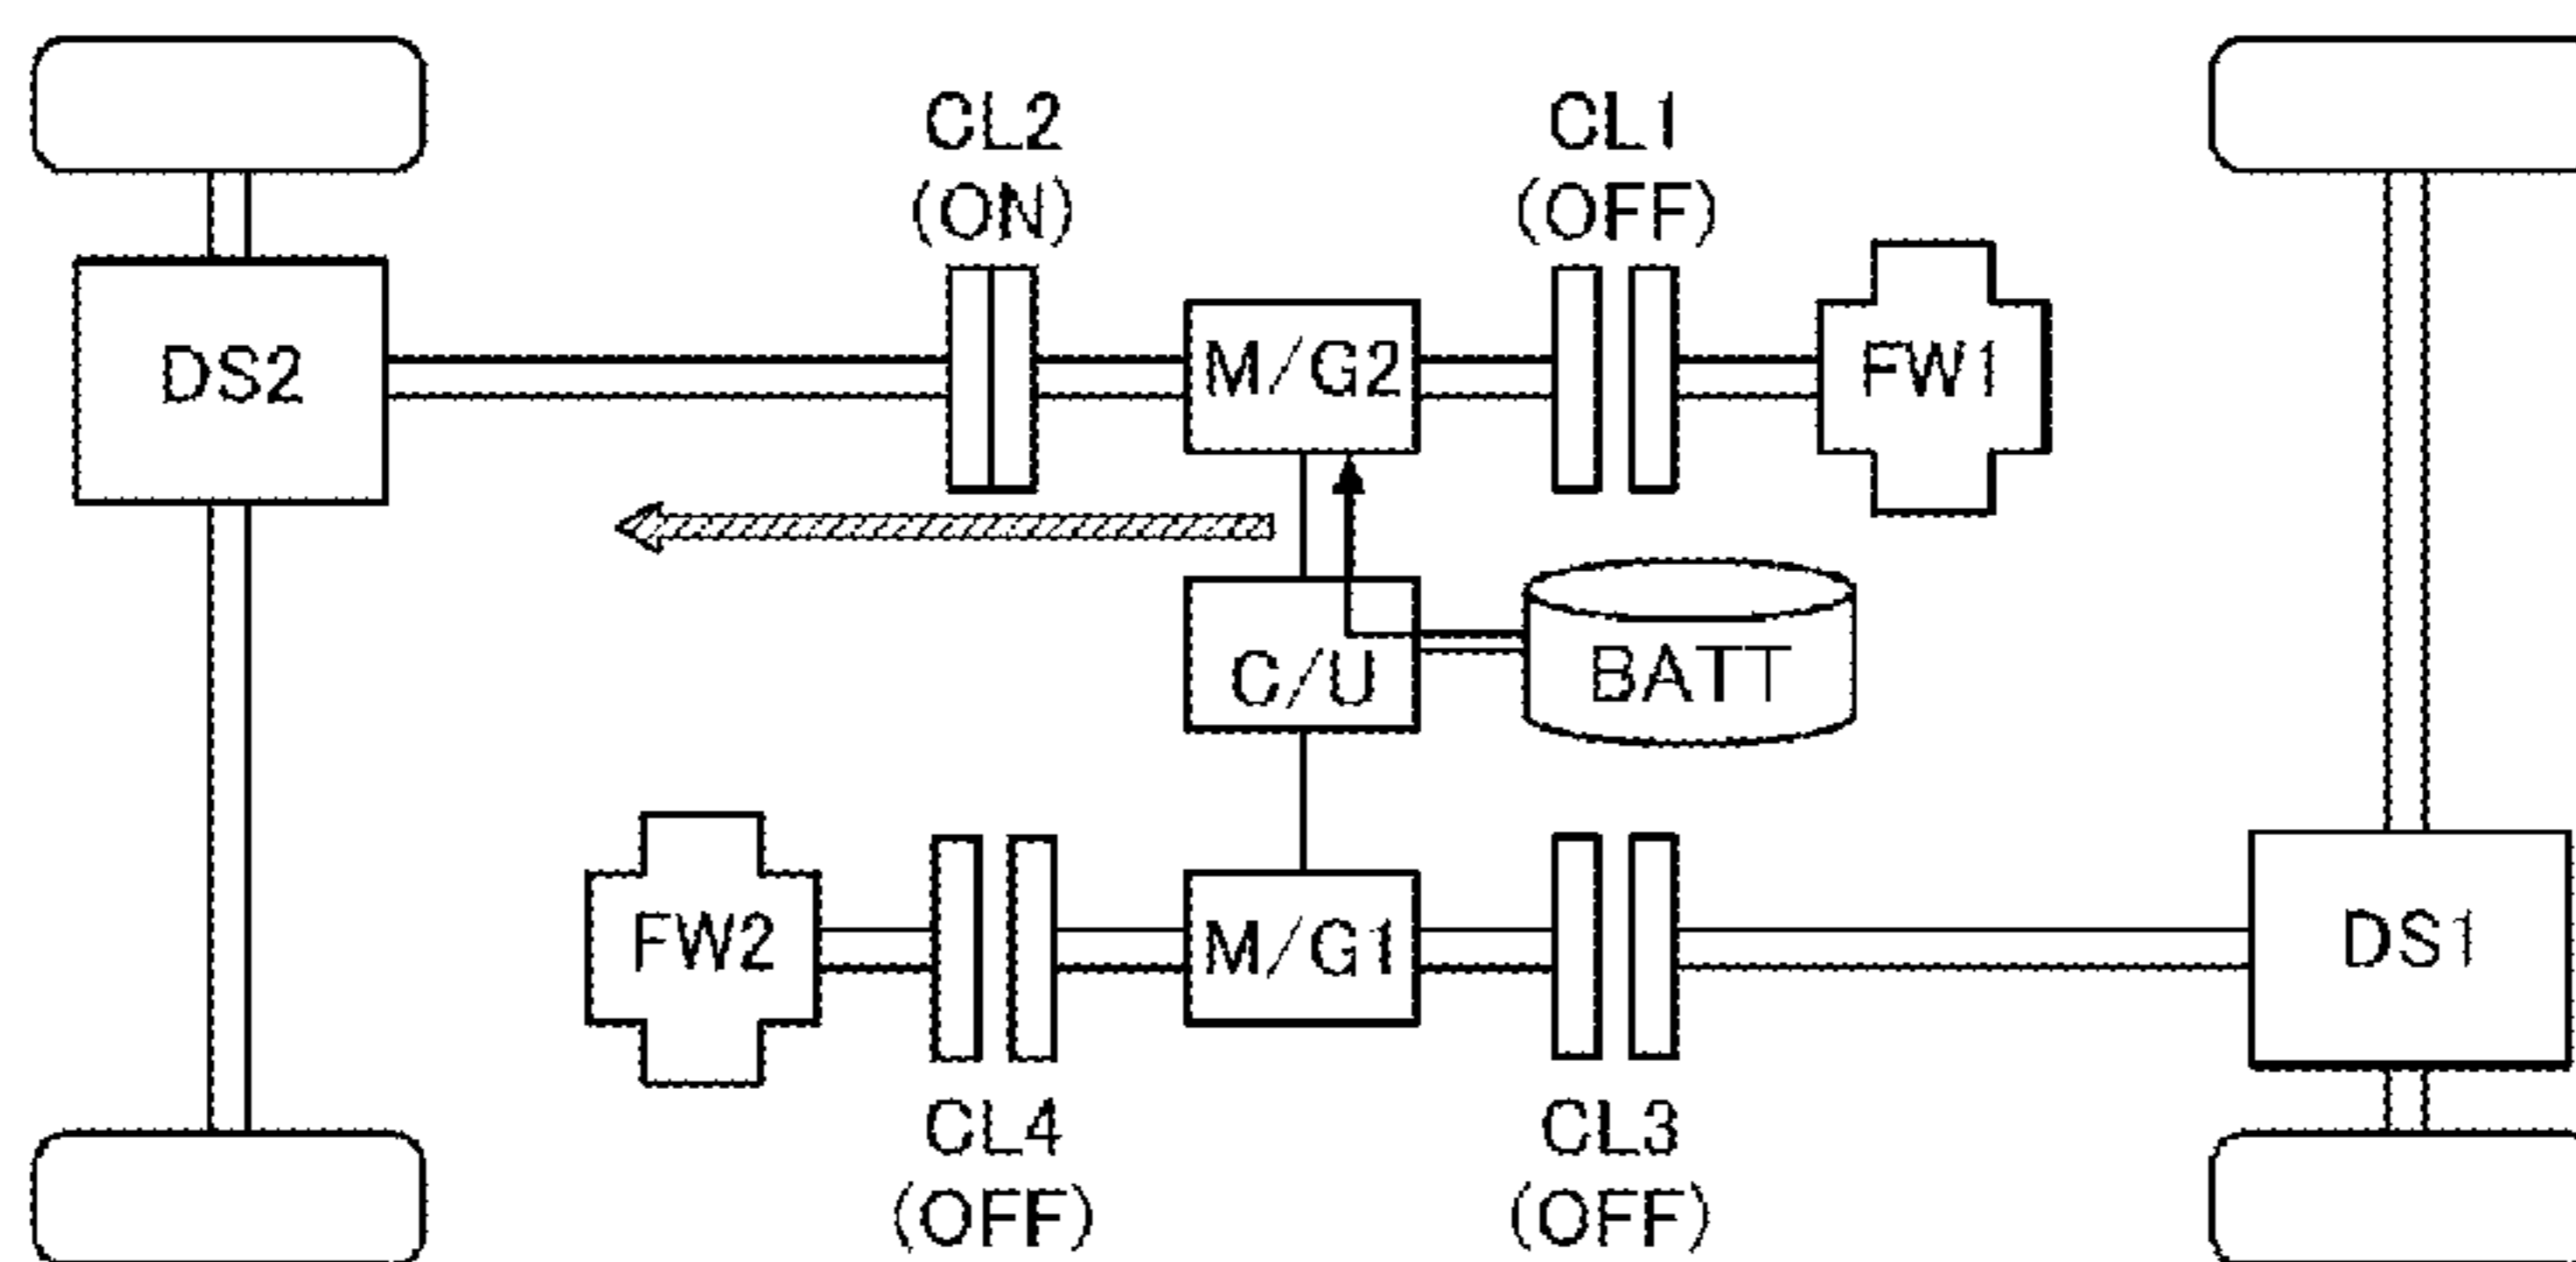 CL2
(ON)
CL1
(OFF)
DS2
M/G2
FW1
C/U
BATT
FW2
M/G1
DS1
CL4
(OFF)
CL3
(OFF)